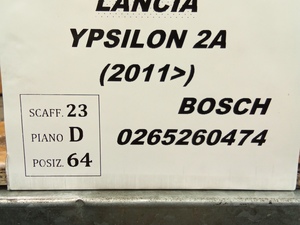 LANCIA
YPSILON 2A
(2011>)
BOSCH
0265260474
SCAFF. 23
PIANO D
POSIZ. 64